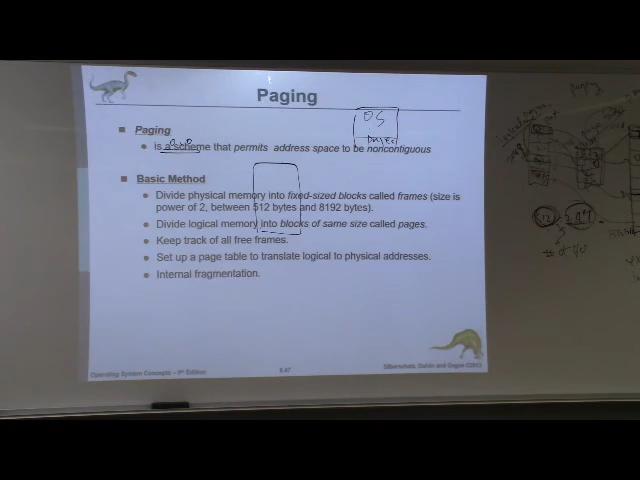 Paging
OS
Paging
is a scheme that permits address space to be noncontiguous
Basic Method
Divide physical memory into fixed-sized blocks called frames (size is
power of 2, between 512 bytes and 8192 bytes).
Divide logical memory into blocks of same size called pages.
Keep track of all free frames.
Set up a page table to translate logical to physical addresses.
Internal fragmentation.
Operating System Concepts – 9th Edition
8.47
Silberschatz, Galvin and Gagne ©2013
paging